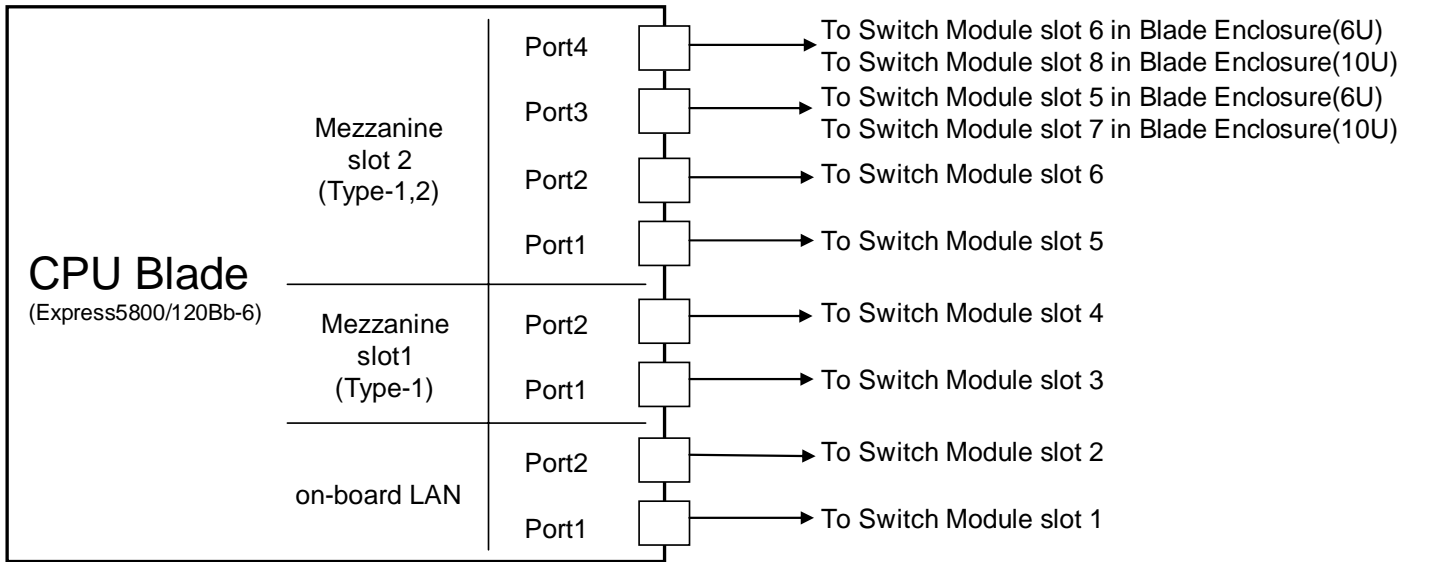 Port4
To Switch Module slot 6 in Blade Enclosure(6U)
To Switch Module slot 8 in Blade Enclosure(10U)
Port3
To Switch Module slot 5 in Blade Enclosure(6U)
To Switch Module slot 7 in Blade Enclosure(10U)
Mezzanine
slot 2
(Type-1,2)
Port2
To Switch Module slot 6
Port1
To Switch Module slot 5
CPU Blade
(Express5800/120Bb-6)
Mezzanine
slot1
(Type-1)
Port2
To Switch Module slot 4
Port1
To Switch Module slot 3
on-board LAN
Port2
To Switch Module slot 2
Port1
To Switch Module slot 1